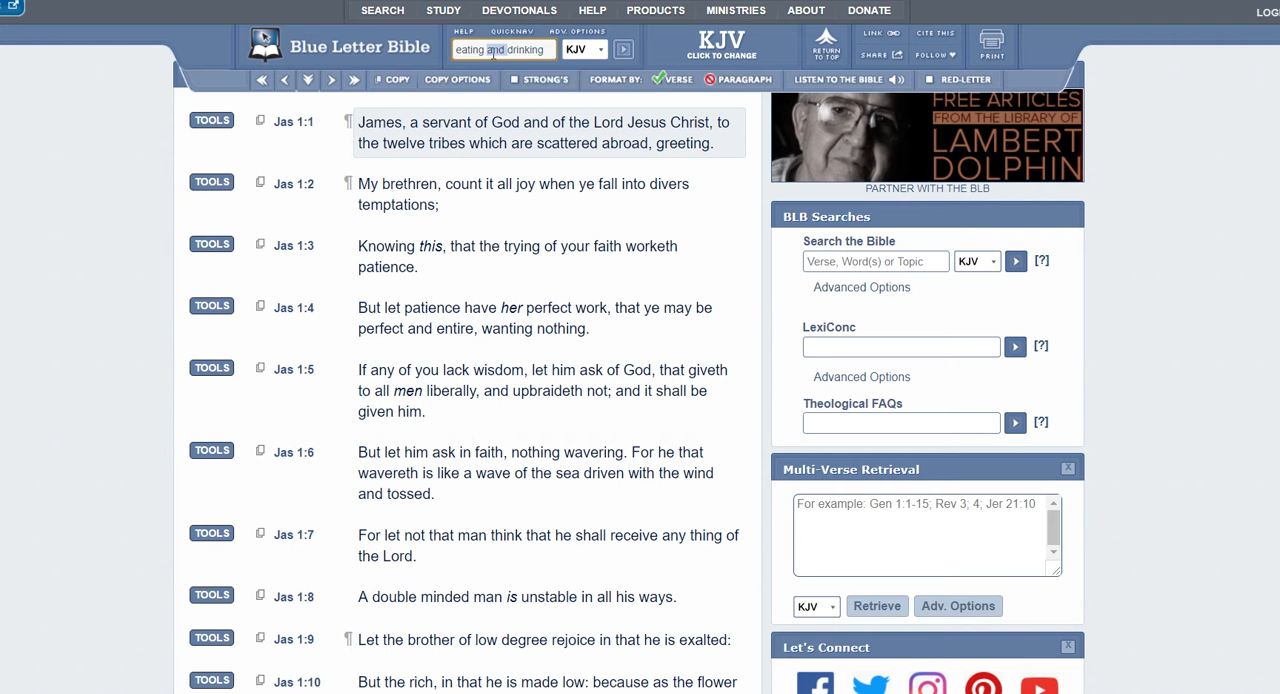 SEARCH STUDY DEVOTIONALS HELP PRODUCTS MINISTRIES ABOUT DONATE
HELP QUICKNAV ADV. OPTIONS
Blue Letter Bible
eating and drinking
KJV
KJV
CLICK TO CHANGE
RETURN
TO TOP
LINK
CITE THIS
SHARE
FOLLOW
PRINT
COPY COPY OPTIONS STRONG'S FORMAT BY: VERSE PARAGRAPH LISTEN TO THE BIBLE RED-LETTER
TOOLS Jas 1:1 ¶ James, a servant of God and of the Lord Jesus Christ, to
the twelve tribes which are scattered abroad, greeting.
TOOLS Jas 1:2 ¶ My brethren, count it all joy when ye fall into divers
temptations;
TOOLS Jas 1:3 Knowing this, that the trying of your faith worketh
patience.
TOOLS Jas 1:4 But let patience have her perfect work, that ye may be
perfect and entire, wanting nothing.
TOOLS Jas 1:5 If any of you lack wisdom, let him ask of God, that giveth
to all men liberally, and upbraideth not; and it shall be
given him.
TOOLS Jas 1:6 But let him ask in faith, nothing wavering. For he that
wavereth is like a wave of the sea driven with the wind
and tossed.
TOOLS Jas 1:7 For let not that man think that he shall receive any thing of
the Lord.
TOOLS Jas 1:8 A double minded man is unstable in all his ways.
TOOLS Jas 1:9 ¶ Let the brother of low degree rejoice in that he is exalted:
TOOLS Jas 1:10 But the rich, in that he is made low: because as the flower
FREE ARTICLES
FROM THE LIBRARY OF
LAMBERT
DOLPHIN
PARTNER WITH THE BLB
BLB Searches
Search the Bible
Verse, Word(s) or Topic KJV [?]
Advanced Options
LexiConc
[?]
Advanced Options
Theological FAQs
[?]
Multi-Verse Retrieval X
For example: Gen 1:1-15; Rev 3; 4; Jer 21:10
KJV Retrieve Adv. Options
Let's Connect X